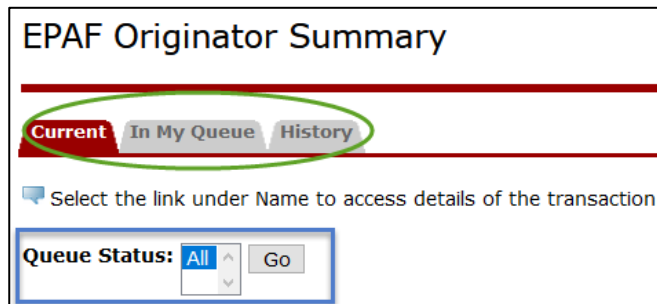 EPAF Originator Summary
Current In My Queue History
Select the link under Name to access details of the transaction
Queue Status: All Go